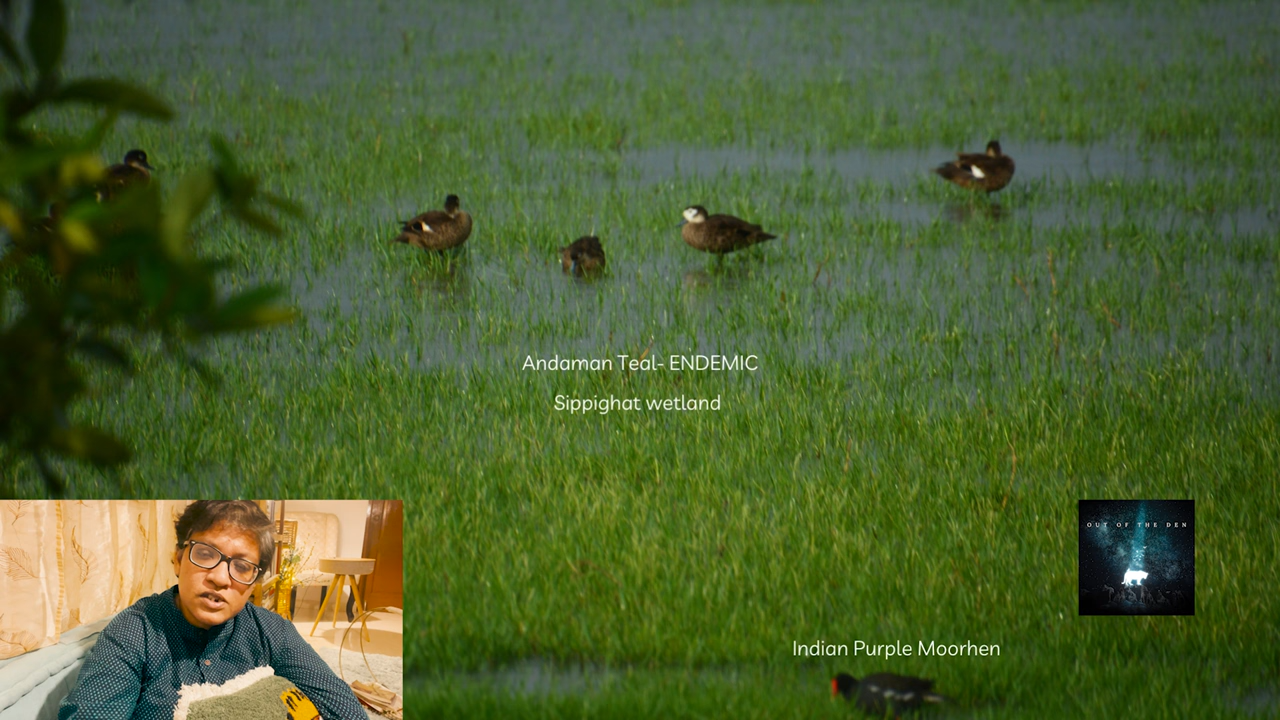 Andaman Teal- ENDEMIC
Sippighat wetland
OUT OF THE DEN
Indian Purple Moorhen